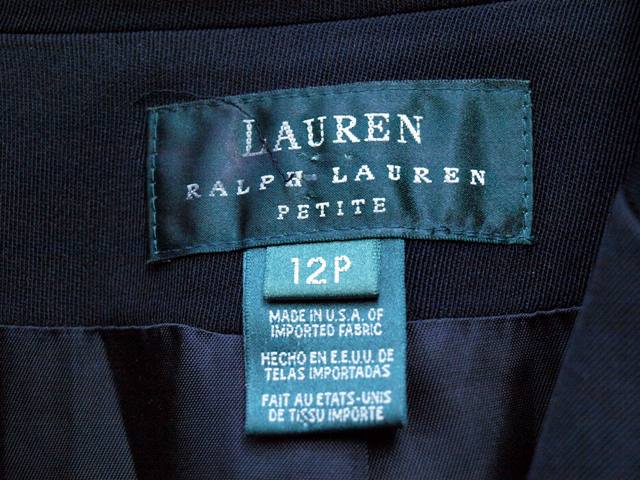 LAUREN
RALPH LAUREN
PETITE
12P
MADE IN U.S.A. OF
IMPORTED FABRIC
HECHO EN E.E.U.U. DE
TELAS IMPORTADAS
FAIT AU ETATS-UNIS
DE TISSU IMPORTE